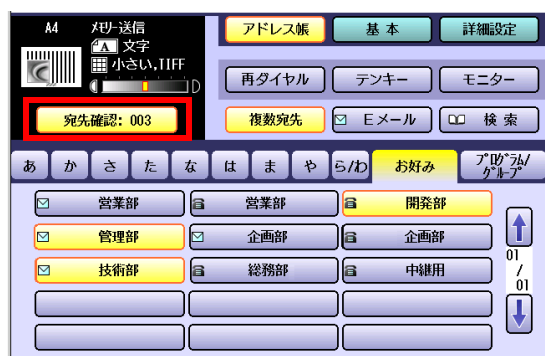 A4 ﾒﾓﾘｰ送信 アドレス帳 基本 詳細設定
A 文字
小さい,TIFF
D 再ダイヤル テンキー モニター
宛先確認: 003 複数宛先 Eメール 検索
あ か さ た な は ま や ら/わ お好み ﾌﾟﾛｸﾞﾗﾑ/ｸﾞﾙｰﾌﾟ
営業部 営業部 開発部
管理部 企画部 企画部
技術部 総務部 中継用
01
/
01